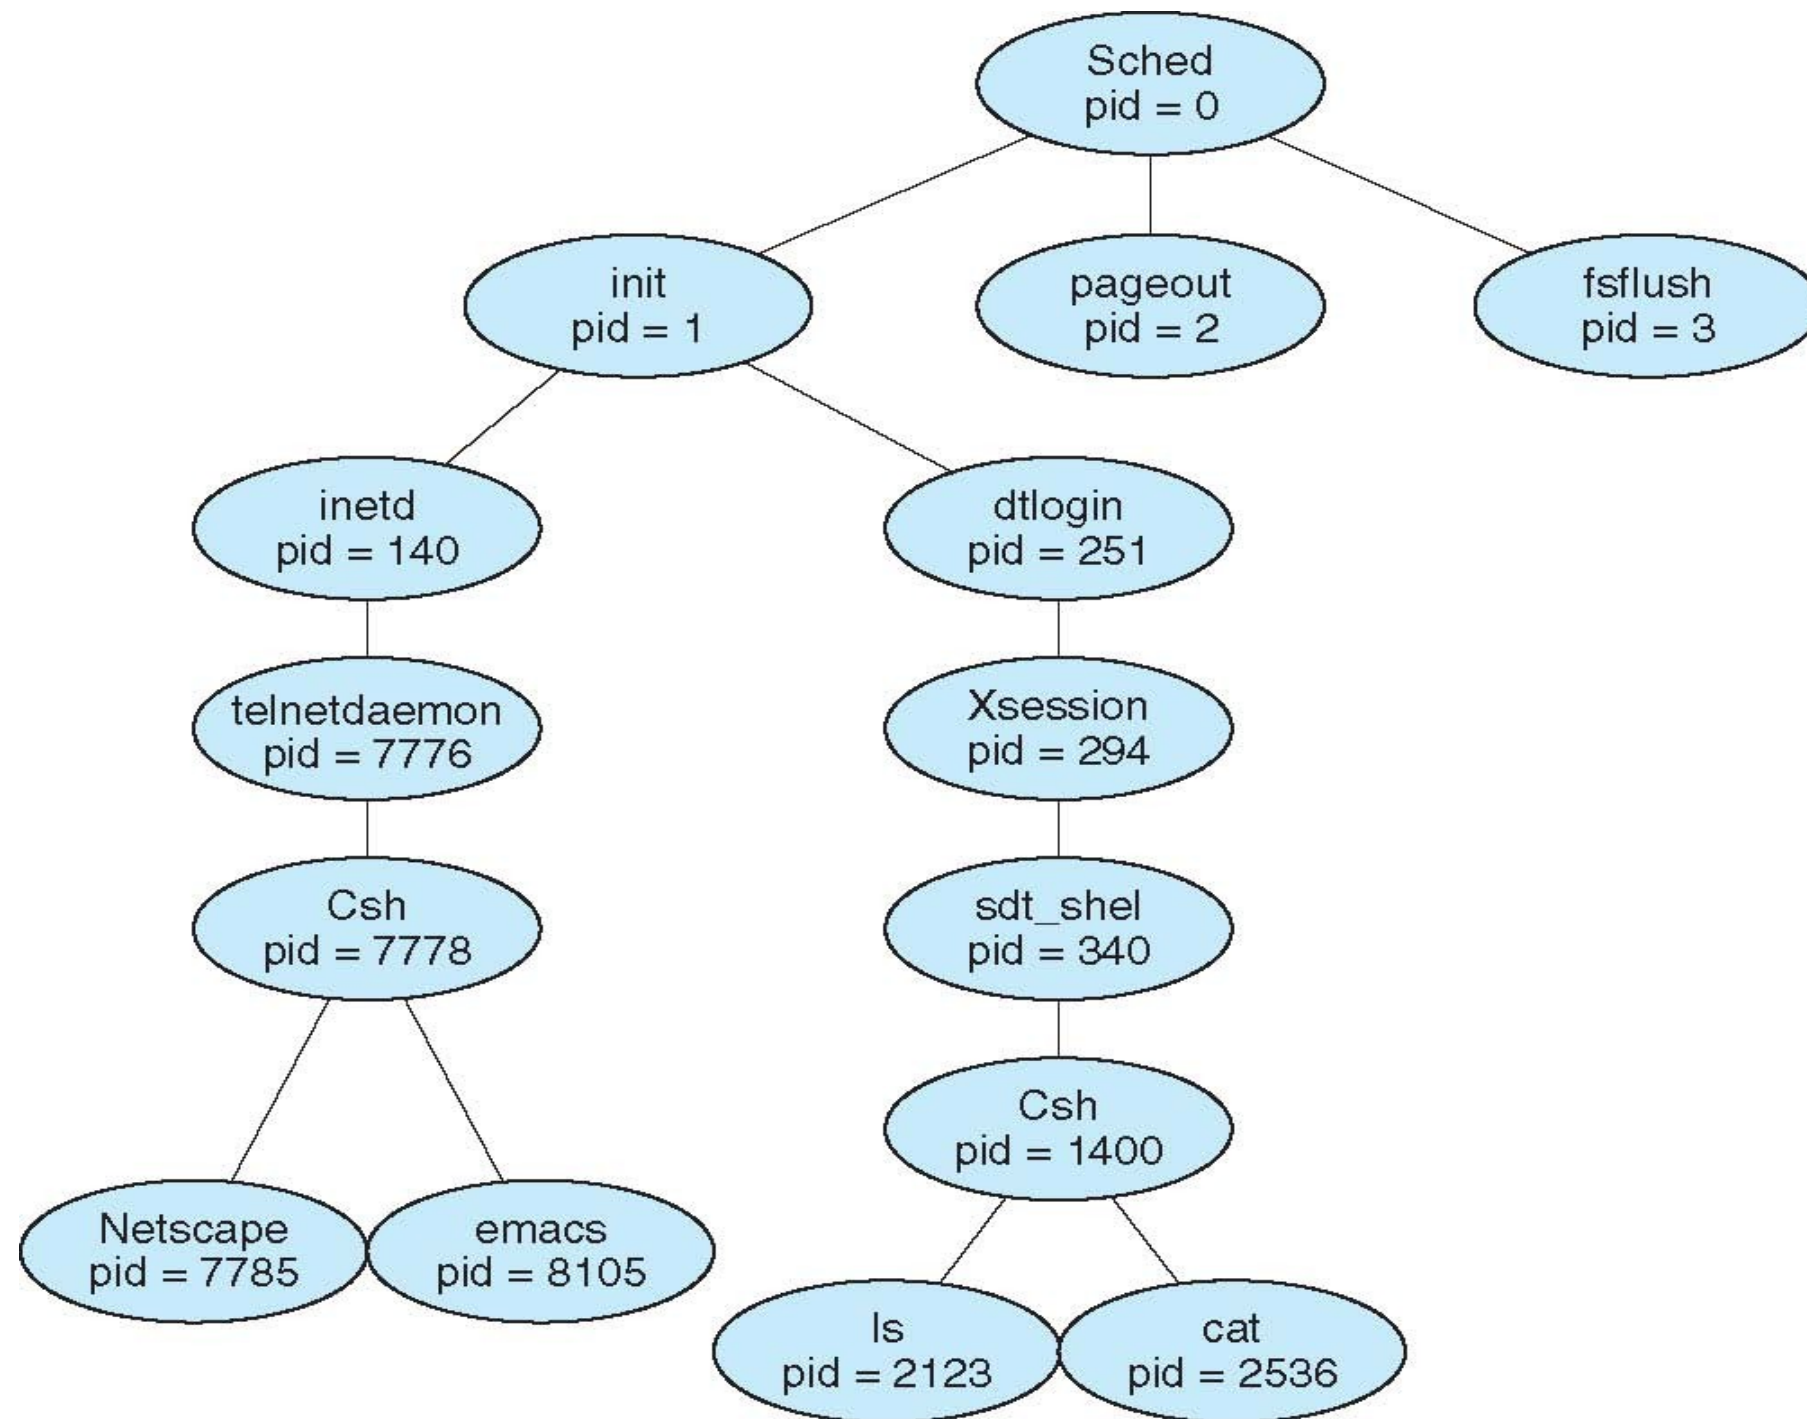 Sched
pid = 0
init
pid = 1
pageout
pid = 2
fsflush
pid = 3
inetd
pid = 140
dtlogin
pid = 251
telnetdaemon
pid = 7776
Xsession
pid = 294
Csh
pid = 7778
sdt_shel
pid = 340
Csh
pid = 1400
Netscape
pid = 7785
emacs
pid = 8105
ls
pid = 2123
cat
pid = 2536